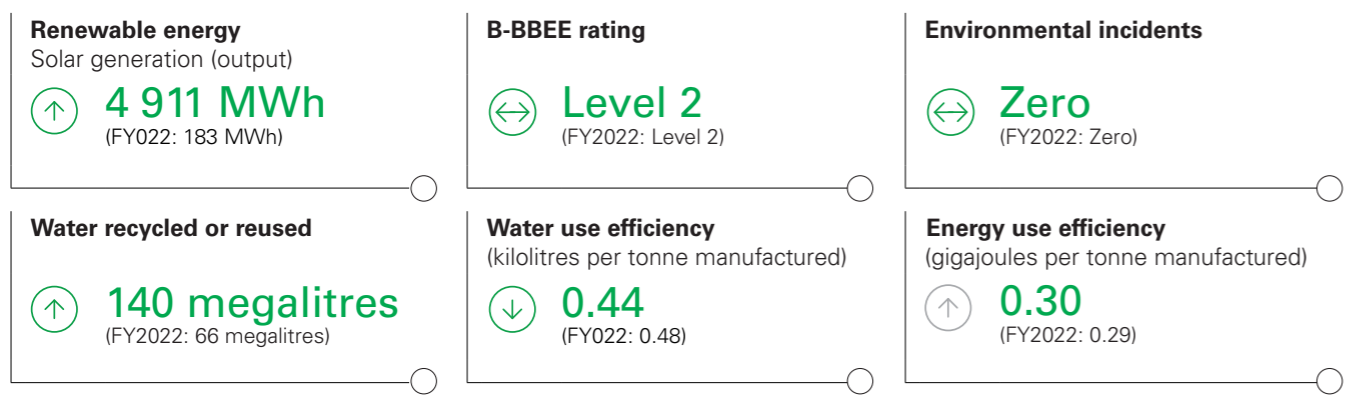 Renewable energy
Solar generation (output)
4 911 MWh
(FY022: 183 MWh)
B-BBEE rating
Level 2
(FY2022: Level 2)
Environmental incidents
Zero
(FY2022: Zero)
Water recycled or reused
140 megalitres
(FY2022: 66 megalitres)
Water use efficiency
(kilolitres per tonne manufactured)
0.44
(FY022: 0.48)
Energy use efficiency
(gigajoules per tonne manufactured)
0.30
(FY2022: 0.29)